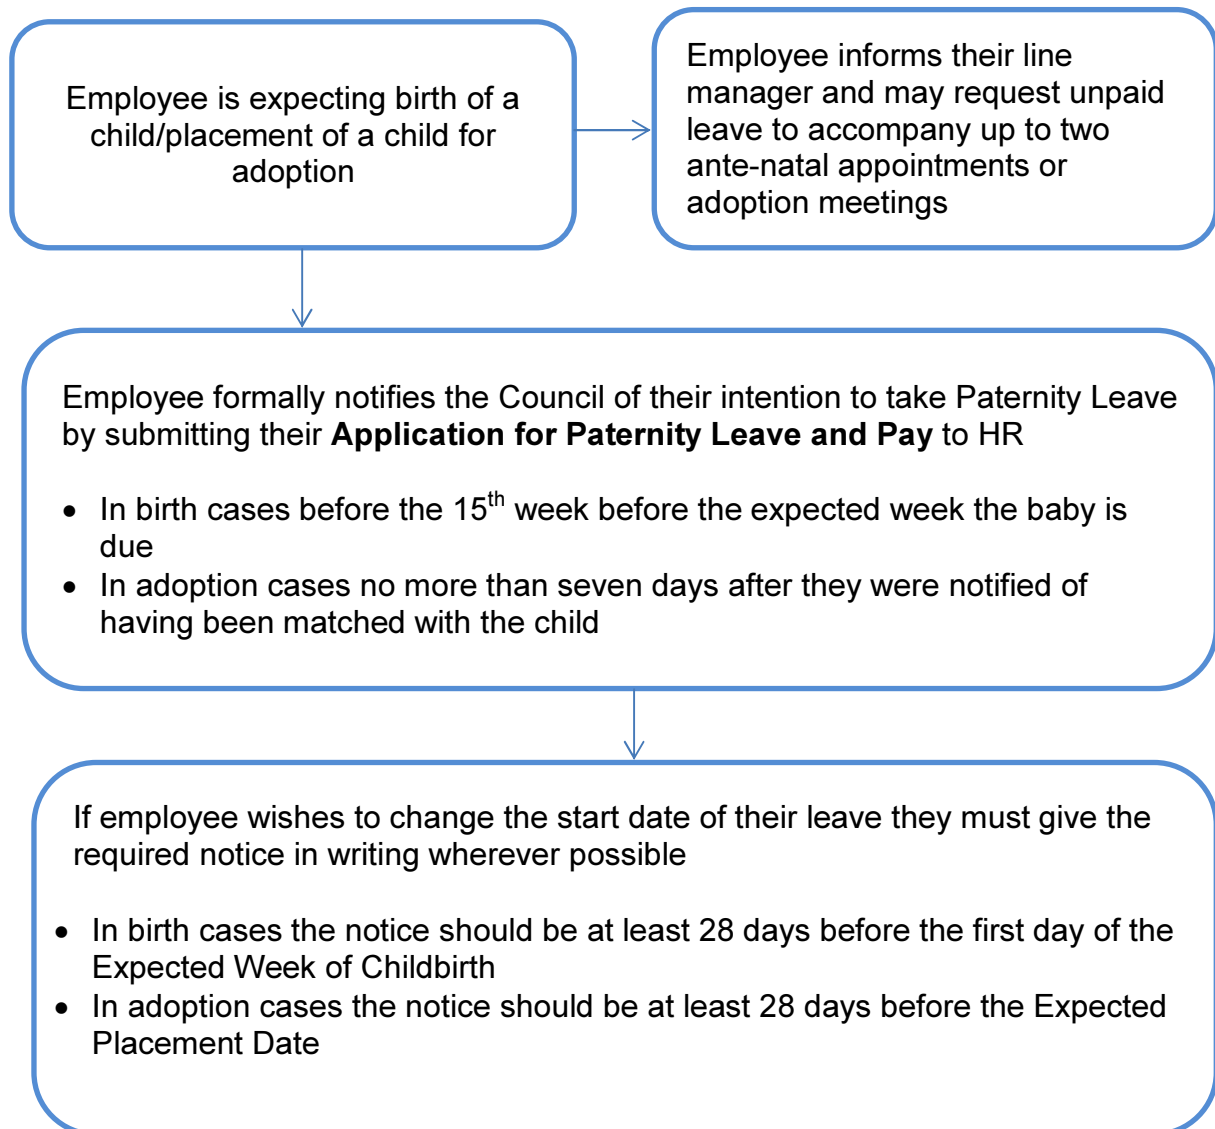 Employee is expecting birth of a
child/placement of a child for
adoption
Employee informs their line
manager and may request unpaid
leave to accompany up to two
ante-natal appointments or
adoption meetings
Employee formally notifies the Council of their intention to take Paternity Leave
by submitting their Application for Paternity Leave and Pay to HR
• In birth cases before the 15th week before the expected week the baby is
due
• In adoption cases no more than seven days after they were notified of
having been matched with the child
If employee wishes to change the start date of their leave they must give the
required notice in writing wherever possible
• In birth cases the notice should be at least 28 days before the first day of the
Expected Week of Childbirth
• In adoption cases the notice should be at least 28 days before the Expected
Placement Date